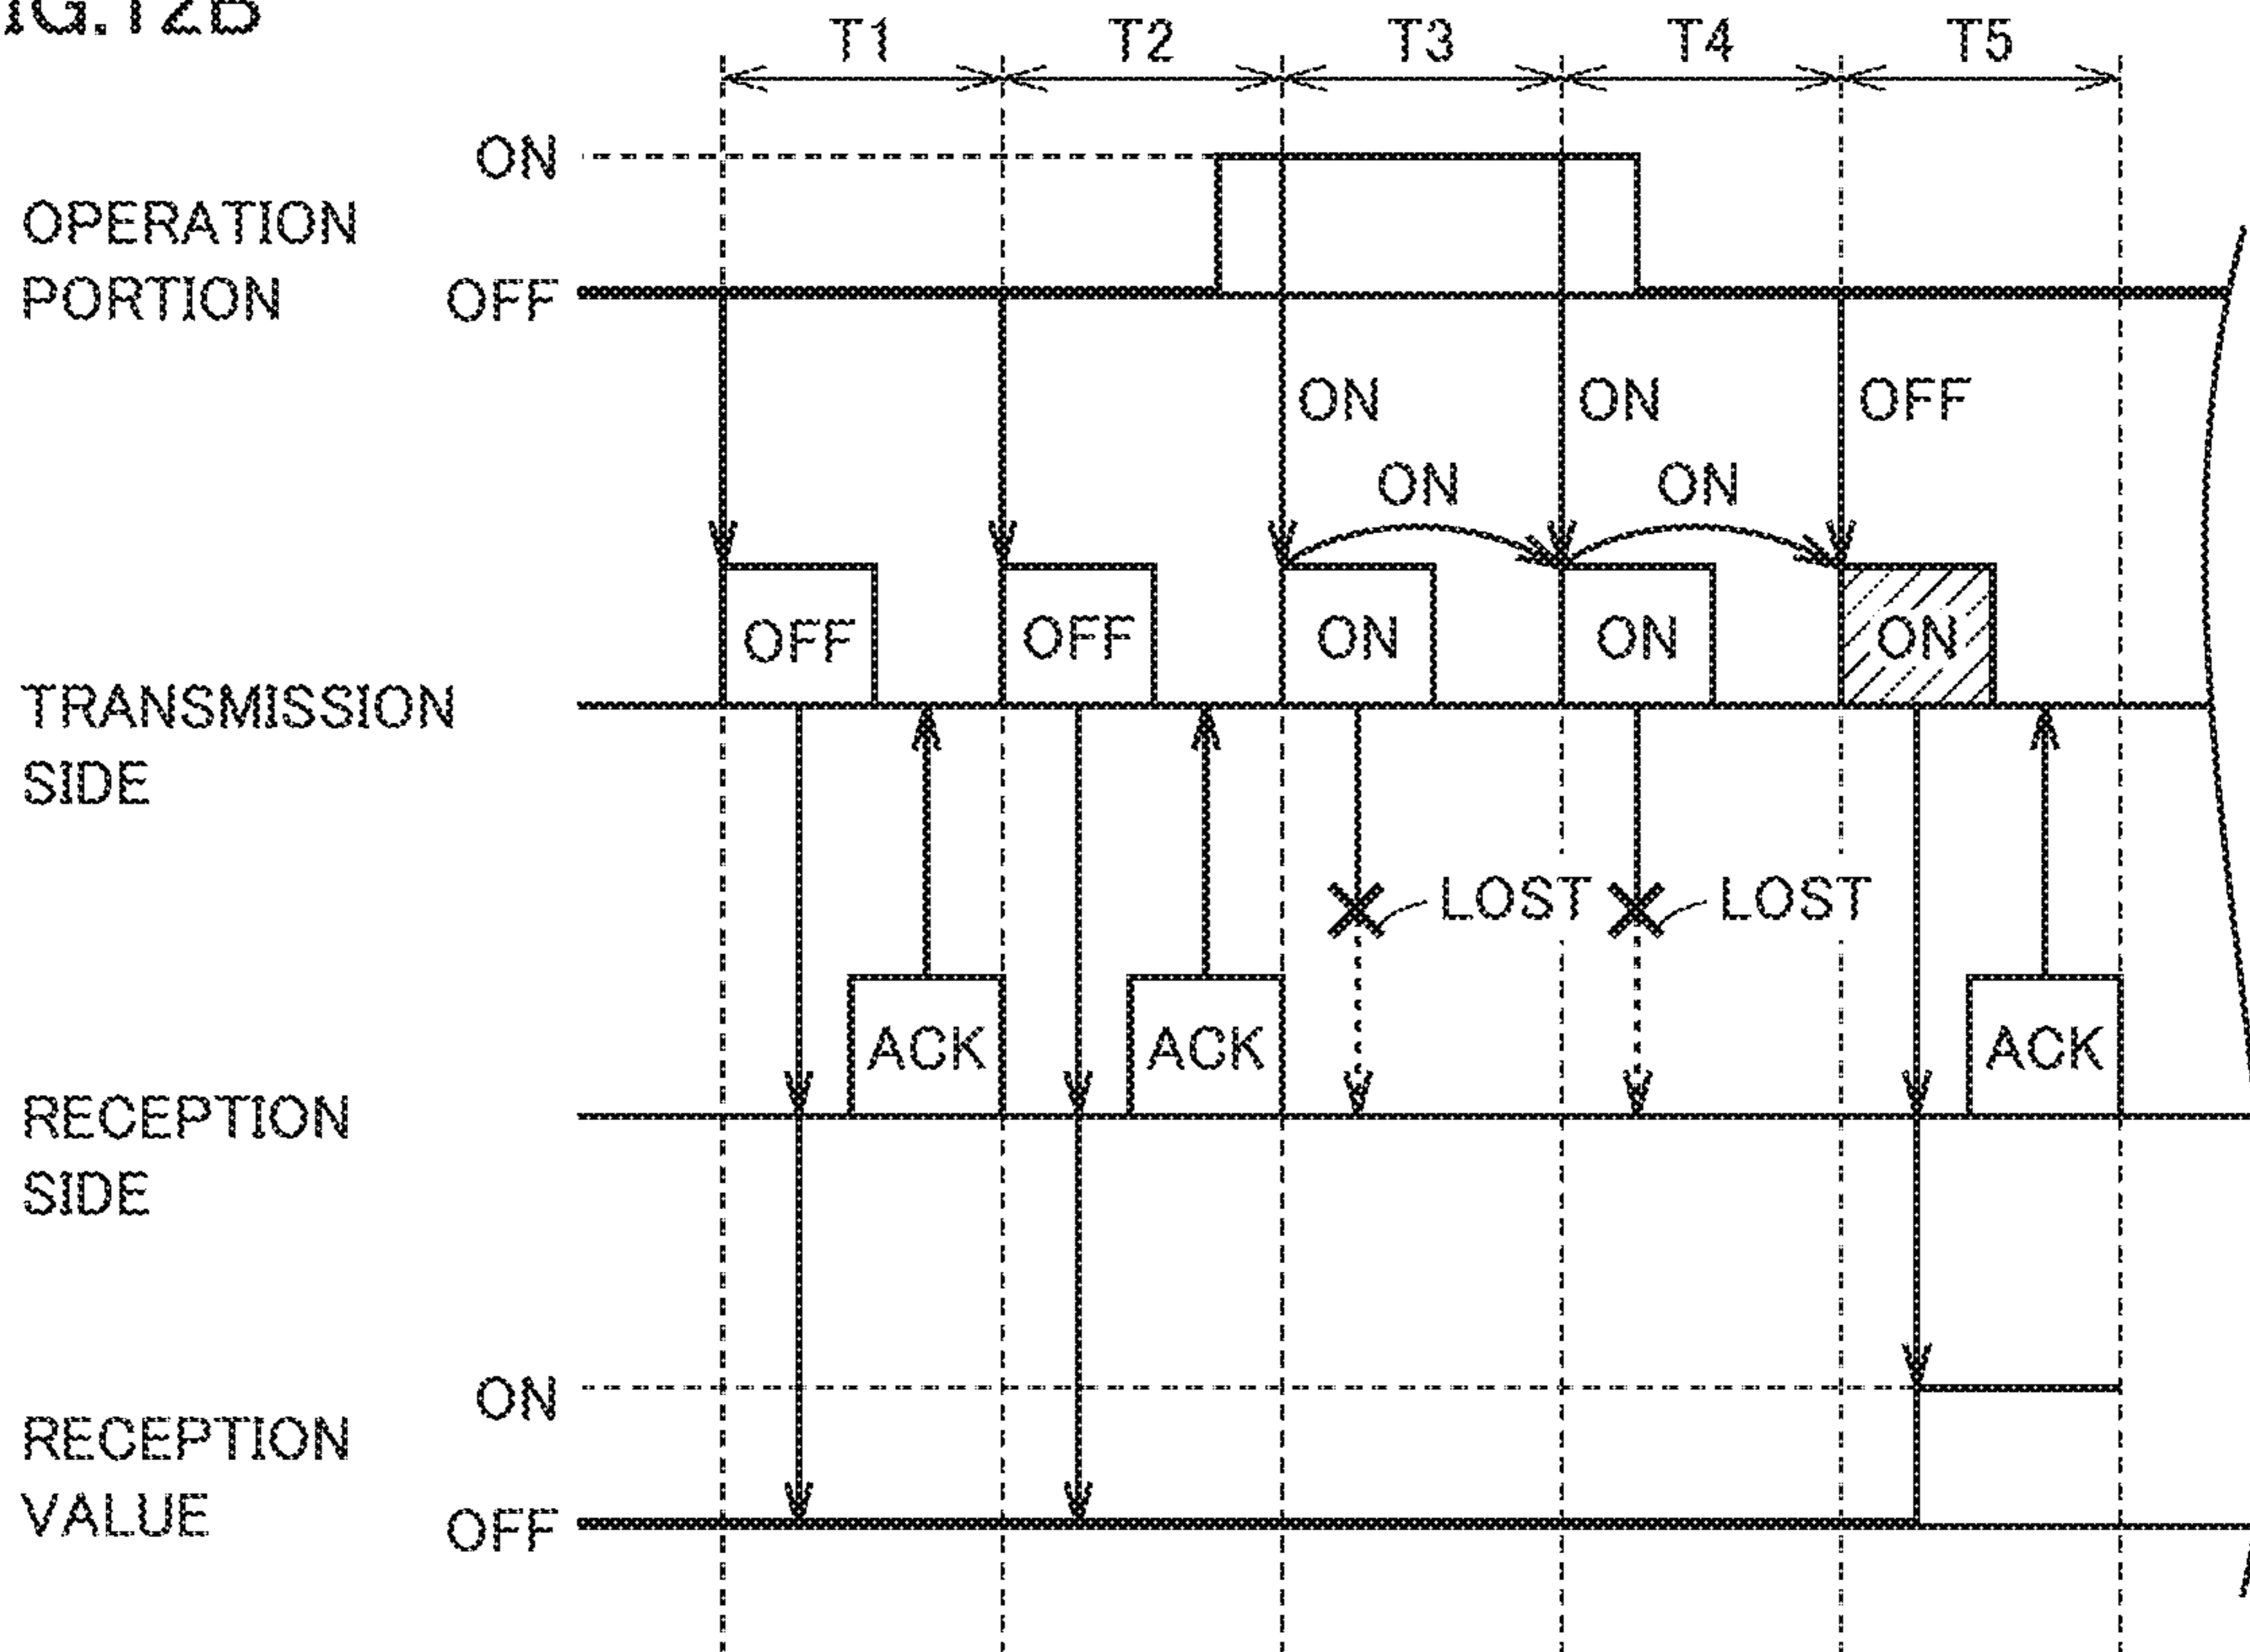 FIG.12B
T1 T2 T3 T4 T5
ON
OPERATION
PORTION
OFF
ON ON OFF
ON ON
OFF OFF ON ON ON
TRANSMISSION
SIDE
LOST LOST
ACK ACK ACK
RECEPTION
SIDE
ON
RECEPTION
VALUE
OFF